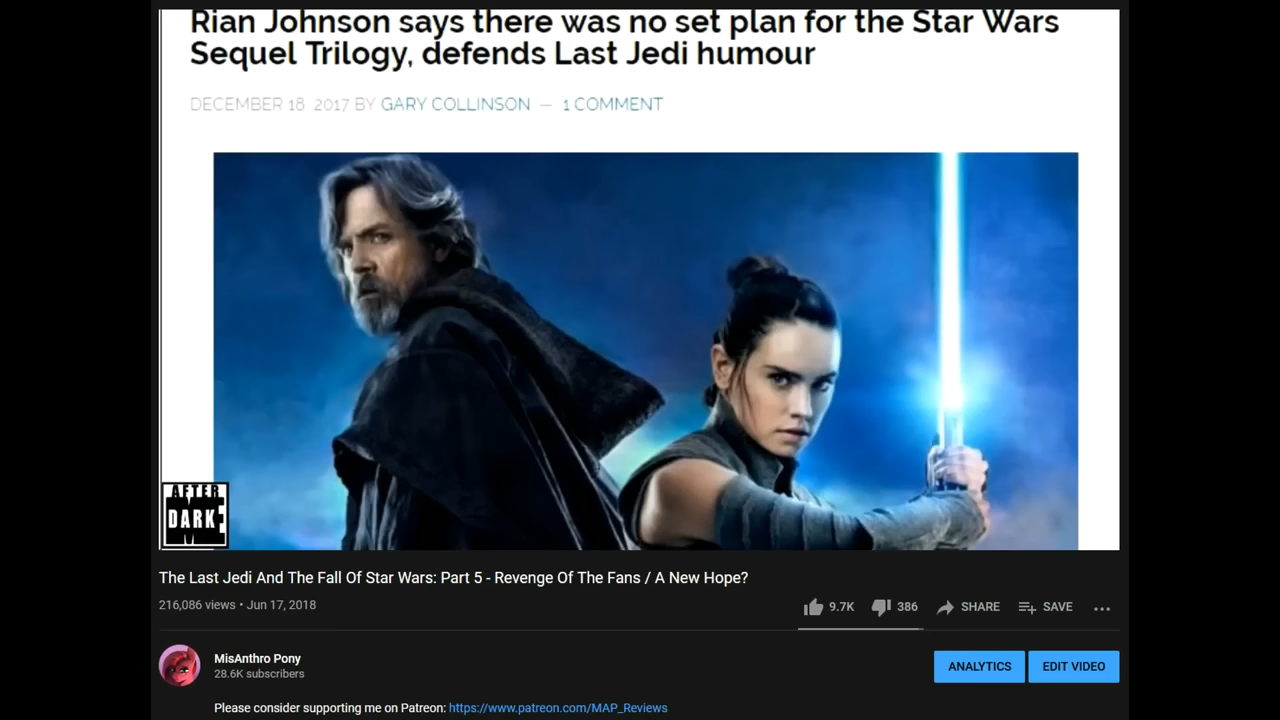 Rian Johnson says there was no set plan for the Star Wars
Sequel Trilogy, defends Last Jedi humour
DECEMBER 18, 2017 BY GARY COLLINSON — 1 COMMENT
AFTER
DARK
The Last Jedi And The Fall Of Star Wars: Part 5 - Revenge Of The Fans / A New Hope?
216,086 views • Jun 17, 2018
9.7K 386 SHARE SAVE ...
MisAnthro Pony
28.6K subscribers
ANALYTICS EDIT VIDEO
Please consider supporting me on Patreon: https://www.patreon.com/MAP_Reviews